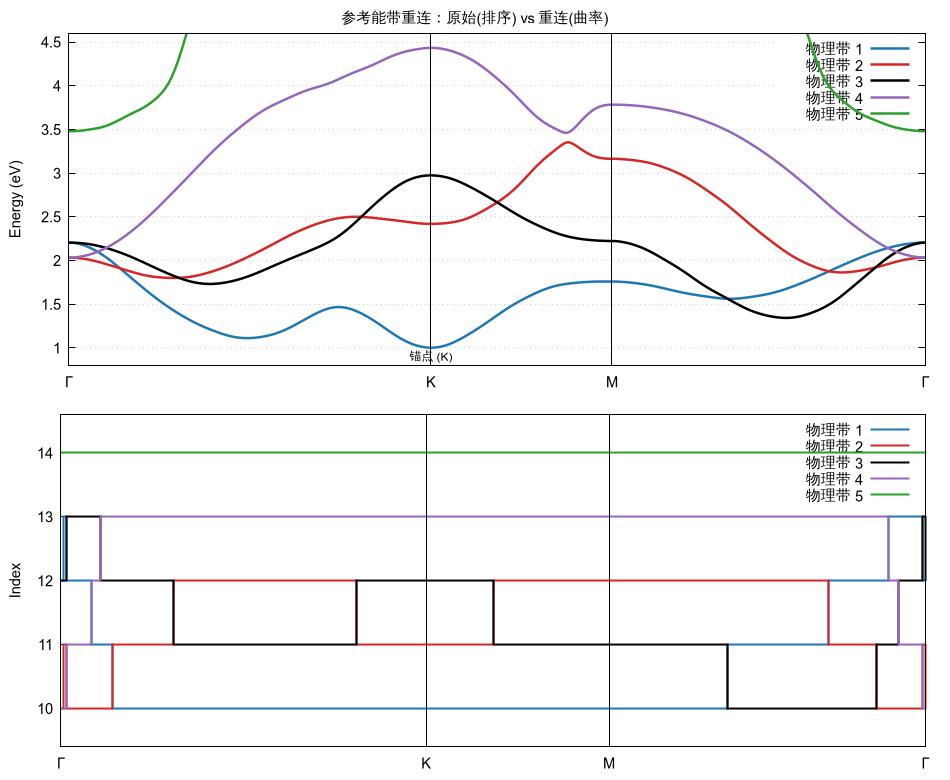 参考能带重连：原始(排序) vs 重连(曲率)
4.5
4
3.5
3
2.5
2
1.5
1
Energy (eV)
物理带 1
物理带 2
物理带 3
物理带 4
物理带 5
锚点 (K)
Γ K M Γ
14
13
12
11
10
Index
物理带 1
物理带 2
物理带 3
物理带 4
物理带 5
Γ K M Γ